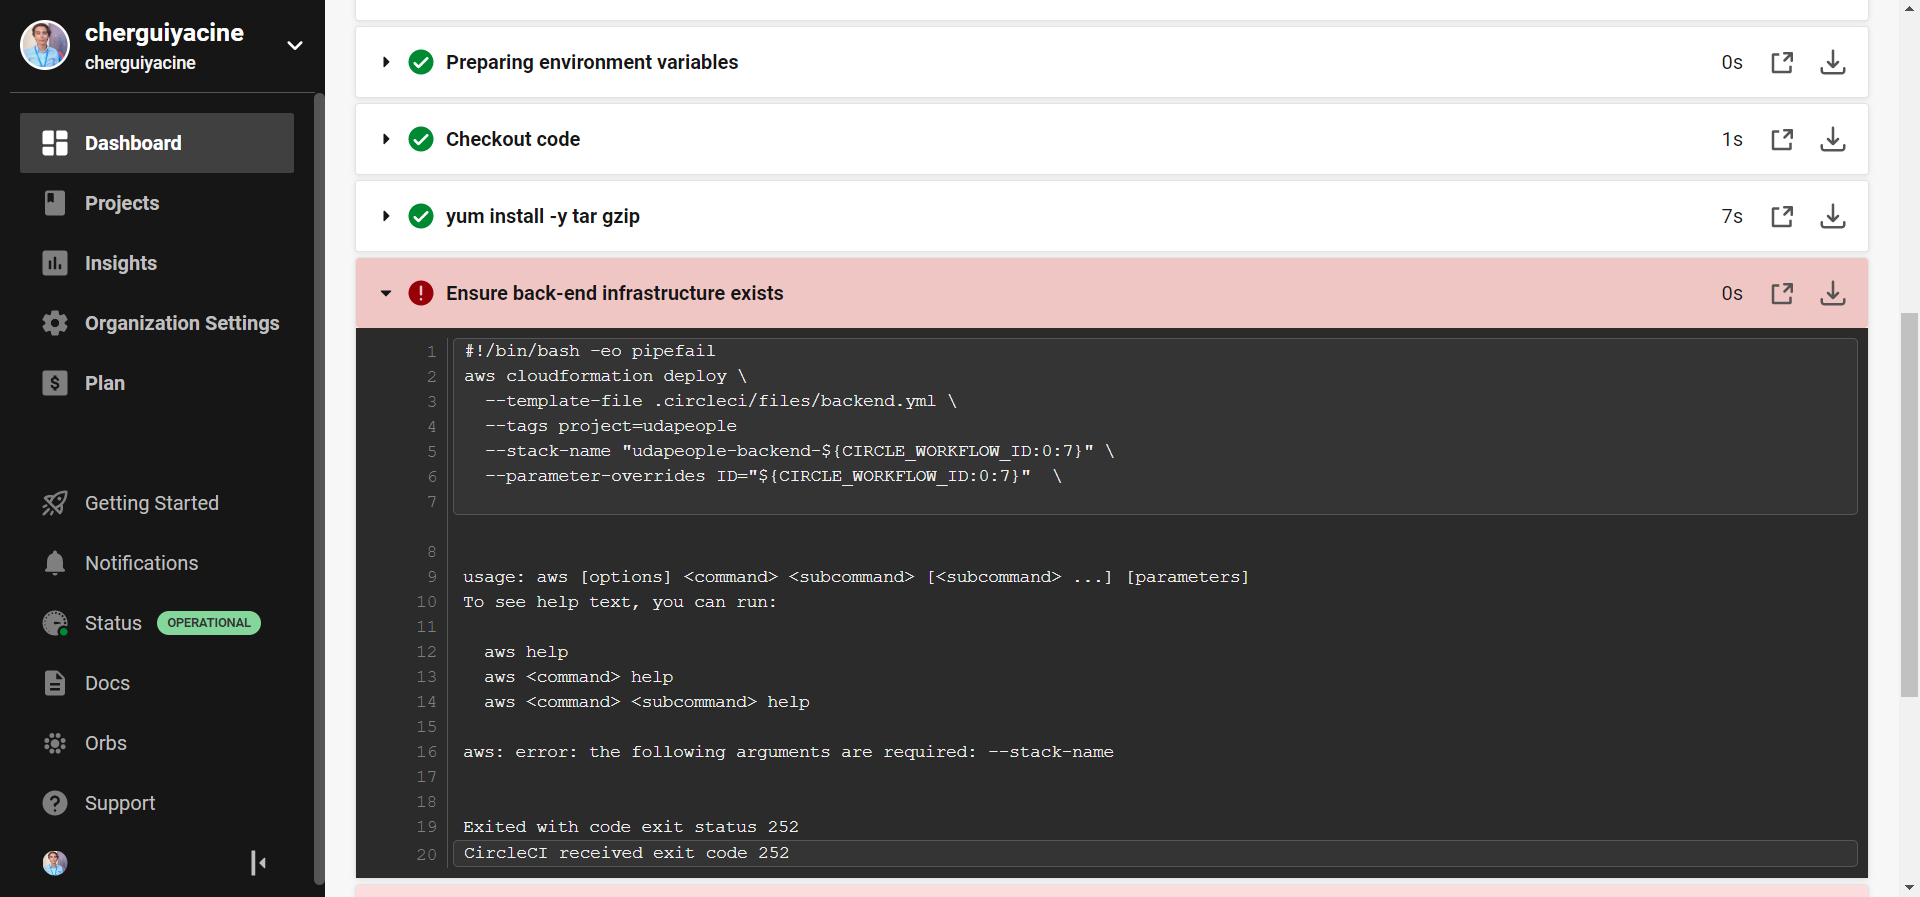 cherguiyacine
cherguiyacine
Dashboard
Projects
Insights
Organization Settings
Plan
Getting Started
Notifications
Status OPERATIONAL
Docs
Orbs
Support
Preparing environment variables 0s
Checkout code 1s
yum install -y tar gzip 7s
Ensure back-end infrastructure exists 0s
1 #!/bin/bash -eo pipefail
2 aws cloudformation deploy \
3 --template-file .circleci/files/backend.yml \
4 --tags project=udapeople
5 --stack-name "udapeople-backend-${CIRCLE_WORKFLOW_ID:0:7}" \
6 --parameter-overrides ID="${CIRCLE_WORKFLOW_ID:0:7}"  \
7
8
9 usage: aws [options] <command> <subcommand> [<subcommand> ...] [parameters]
10 To see help text, you can run:
11
12 aws help
13 aws <command> help
14 aws <command> <subcommand> help
15
16 aws: error: the following arguments are required: --stack-name
17
18
19 Exited with code exit status 252
20 CircleCI received exit code 252